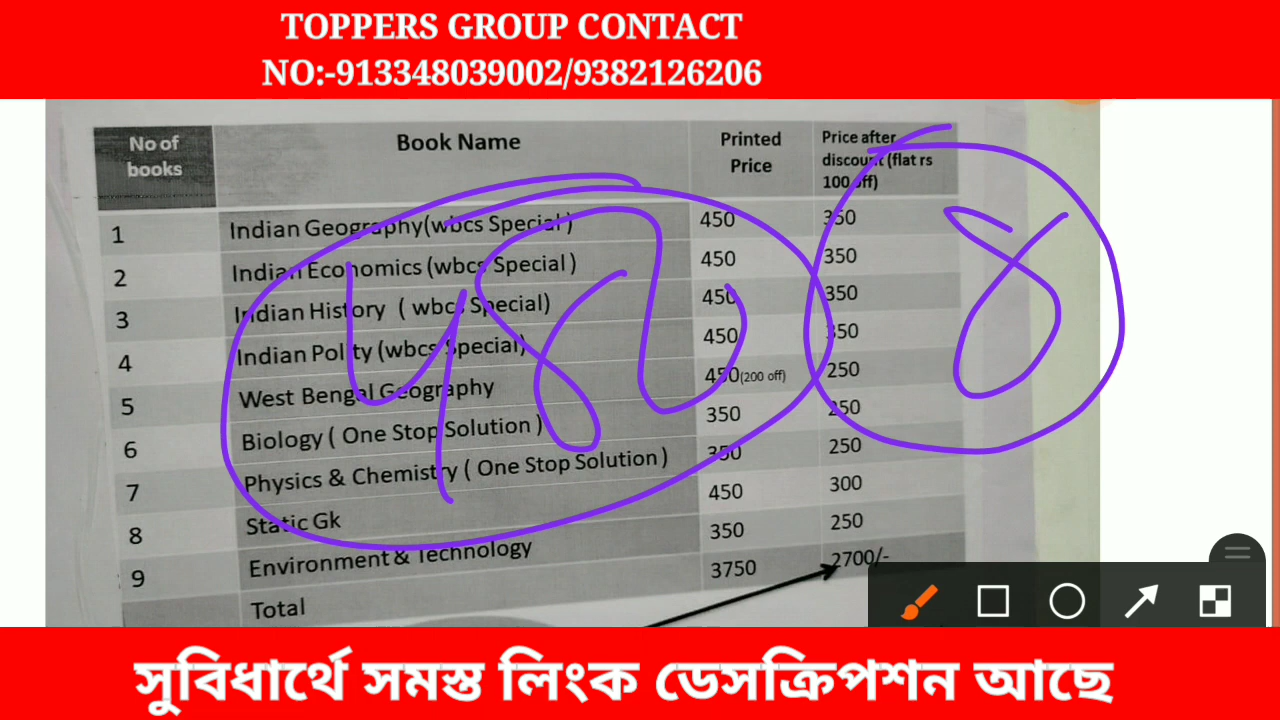 TOPPERS GROUP CONTACT
NO:-913348039002/9382126206
No of books Book Name Printed Price Price after discount (flat rs 100 off)
1 Indian Geography(wbcs Special ) 450 350
2 Indian Economics (wbcs Special ) 450 350
3 Indian History ( wbcs Special) 450 350
4 Indian Polity (wbcs Special) 450 350
5 West Bengal Geography 450(200 off) 250
6 Biology ( One Stop Solution ) 350 250
7 Physics & Chemistry ( One Stop Solution ) 350 250
8 Static Gk 450 300
9 Environment & Technology 350 250
Total 3750 2700/-
সুবিধার্থে সমস্ত লিংক ডেসক্রিপশন আছে